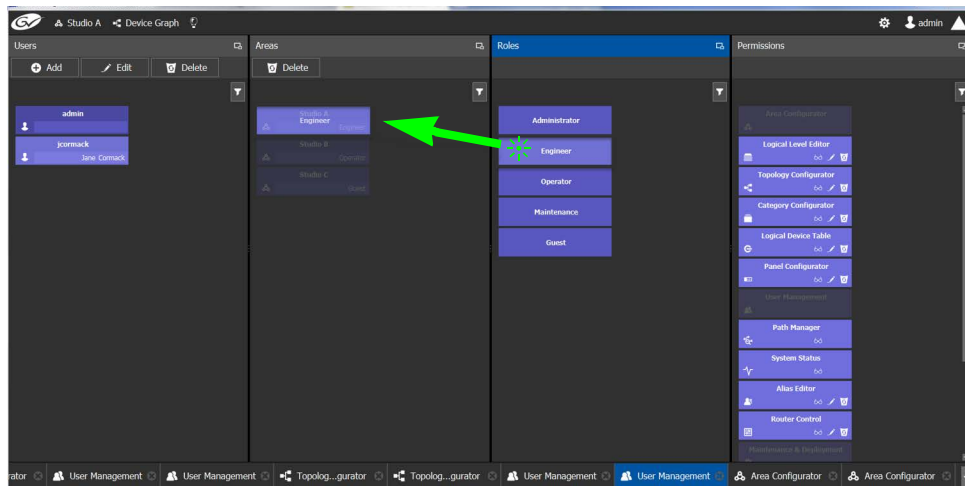 GV Studio A Device Graph admin
Users Areas Roles Permissions
Add Edit Delete Delete
admin
jcormack
Jane Cormack
Studio A
Engineer
Engineer
Studio B
Operator
Studio C
Guest
Administrator
Engineer
Operator
Maintenance
Guest
Area Configurator
Logical Level Editor
Topology Configurator
Category Configurator
Logical Device Table
Panel Configurator
User Management
Path Manager
System Status
Alias Editor
Router Control
Maintenance & Deployment
rator User Management User Management Topolog...gurator Topolog...gurator User Management User Management Area Configurator Area Configurator